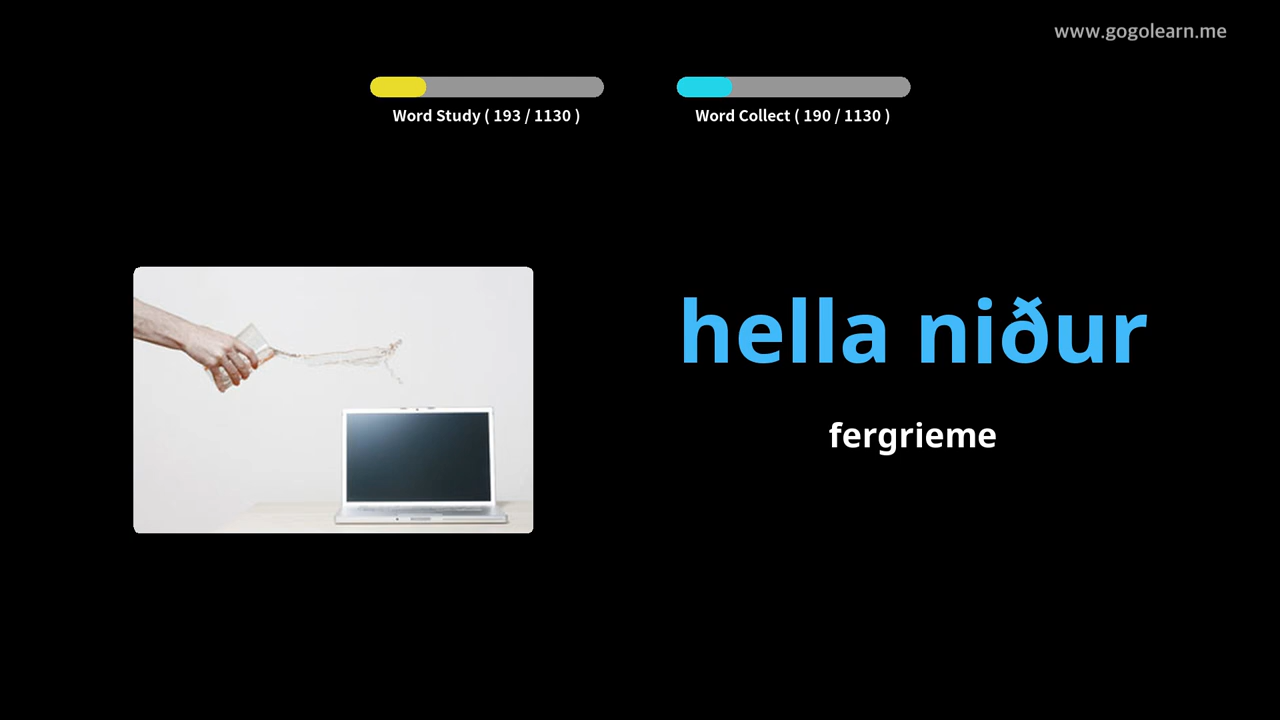 www.gogolearn.me
Word Study ( 193 / 1130 )
Word Collect ( 190 / 1130 )
hella niður
fergrieme